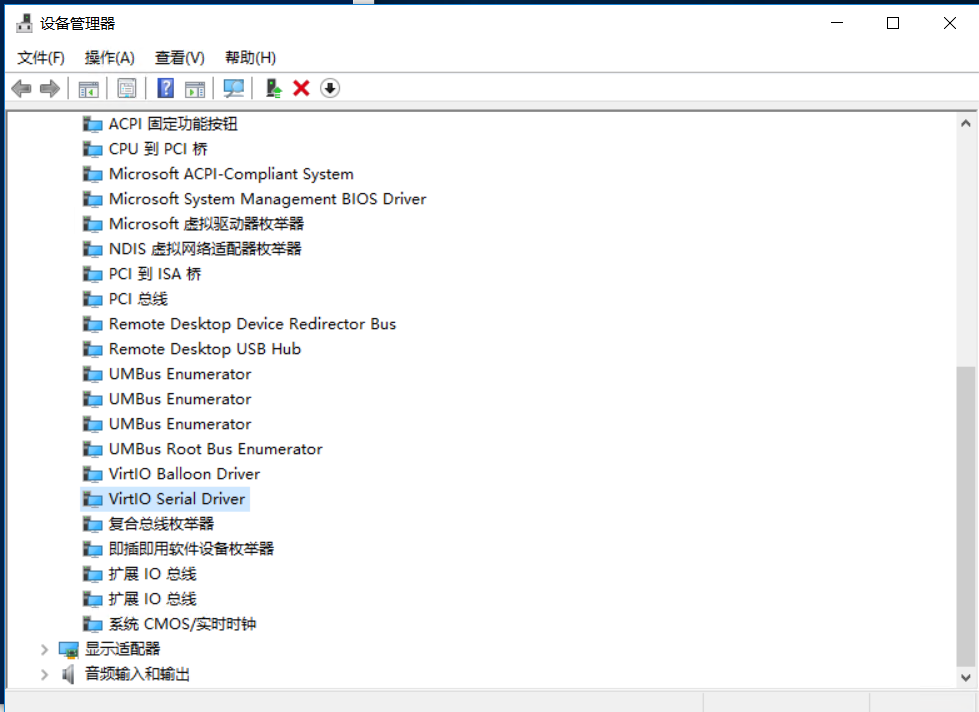 设备管理器
文件(F) 操作(A) 查看(V) 帮助(H)
ACPI 固定功能按钮
CPU 到 PCI 桥
Microsoft ACPI-Compliant System
Microsoft System Management BIOS Driver
Microsoft 虚拟驱动器枚举器
NDIS 虚拟网络适配器枚举器
PCI 到 ISA 桥
PCI 总线
Remote Desktop Device Redirector Bus
Remote Desktop USB Hub
UMBus Enumerator
UMBus Enumerator
UMBus Enumerator
UMBus Root Bus Enumerator
VirtIO Balloon Driver
VirtIO Serial Driver
复合总线枚举器
即插即用软件设备枚举器
扩展 IO 总线
扩展 IO 总线
系统 CMOS/实时时钟
显示适配器
音频输入和输出